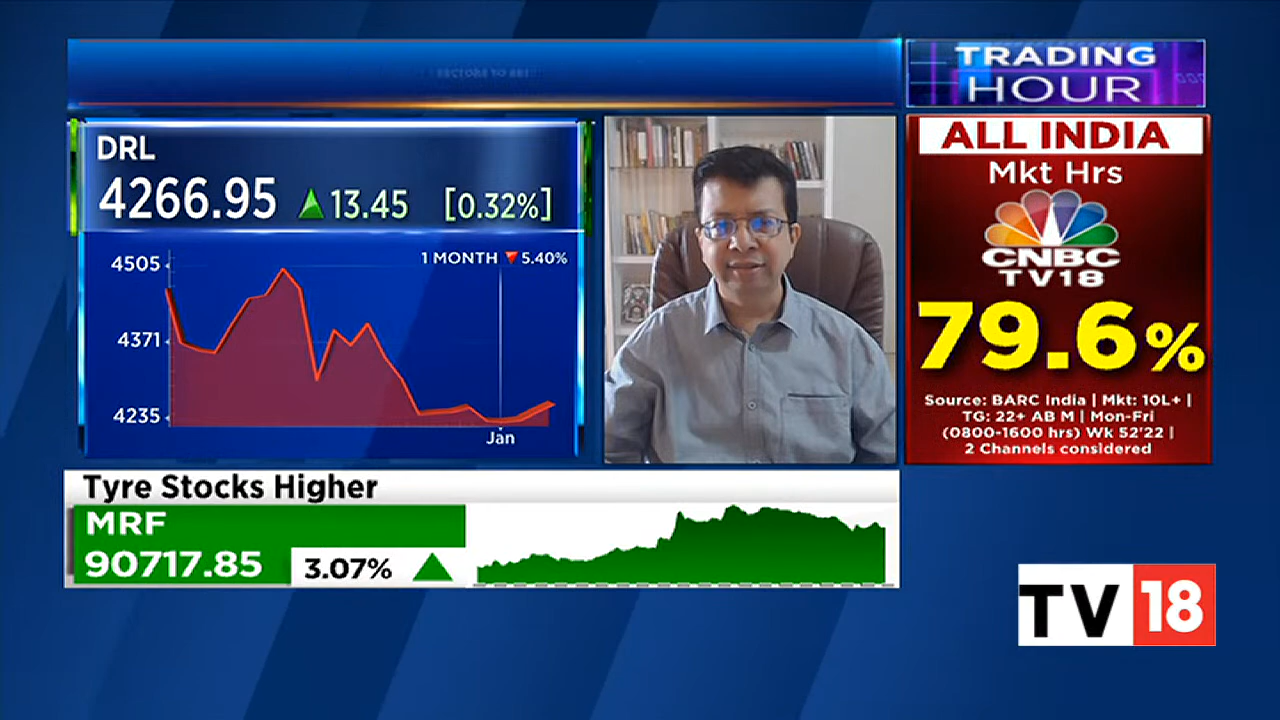 TRADING
HOUR
DRL
4266.95 ▲ 13.45 [0.32%]
1 MONTH ▼ 5.40%
4505
4371
4235
Jan
ALL INDIA
Mkt Hrs
CNBC
TV18
79.6%
Source: BARC India | Mkt: 10L+ |
TG: 22+ AB M | Mon-Fri
(0800-1600 hrs) Wk 52'22 |
2 Channels considered
Tyre Stocks Higher
MRF
90717.85 3.07% ▲
TV18